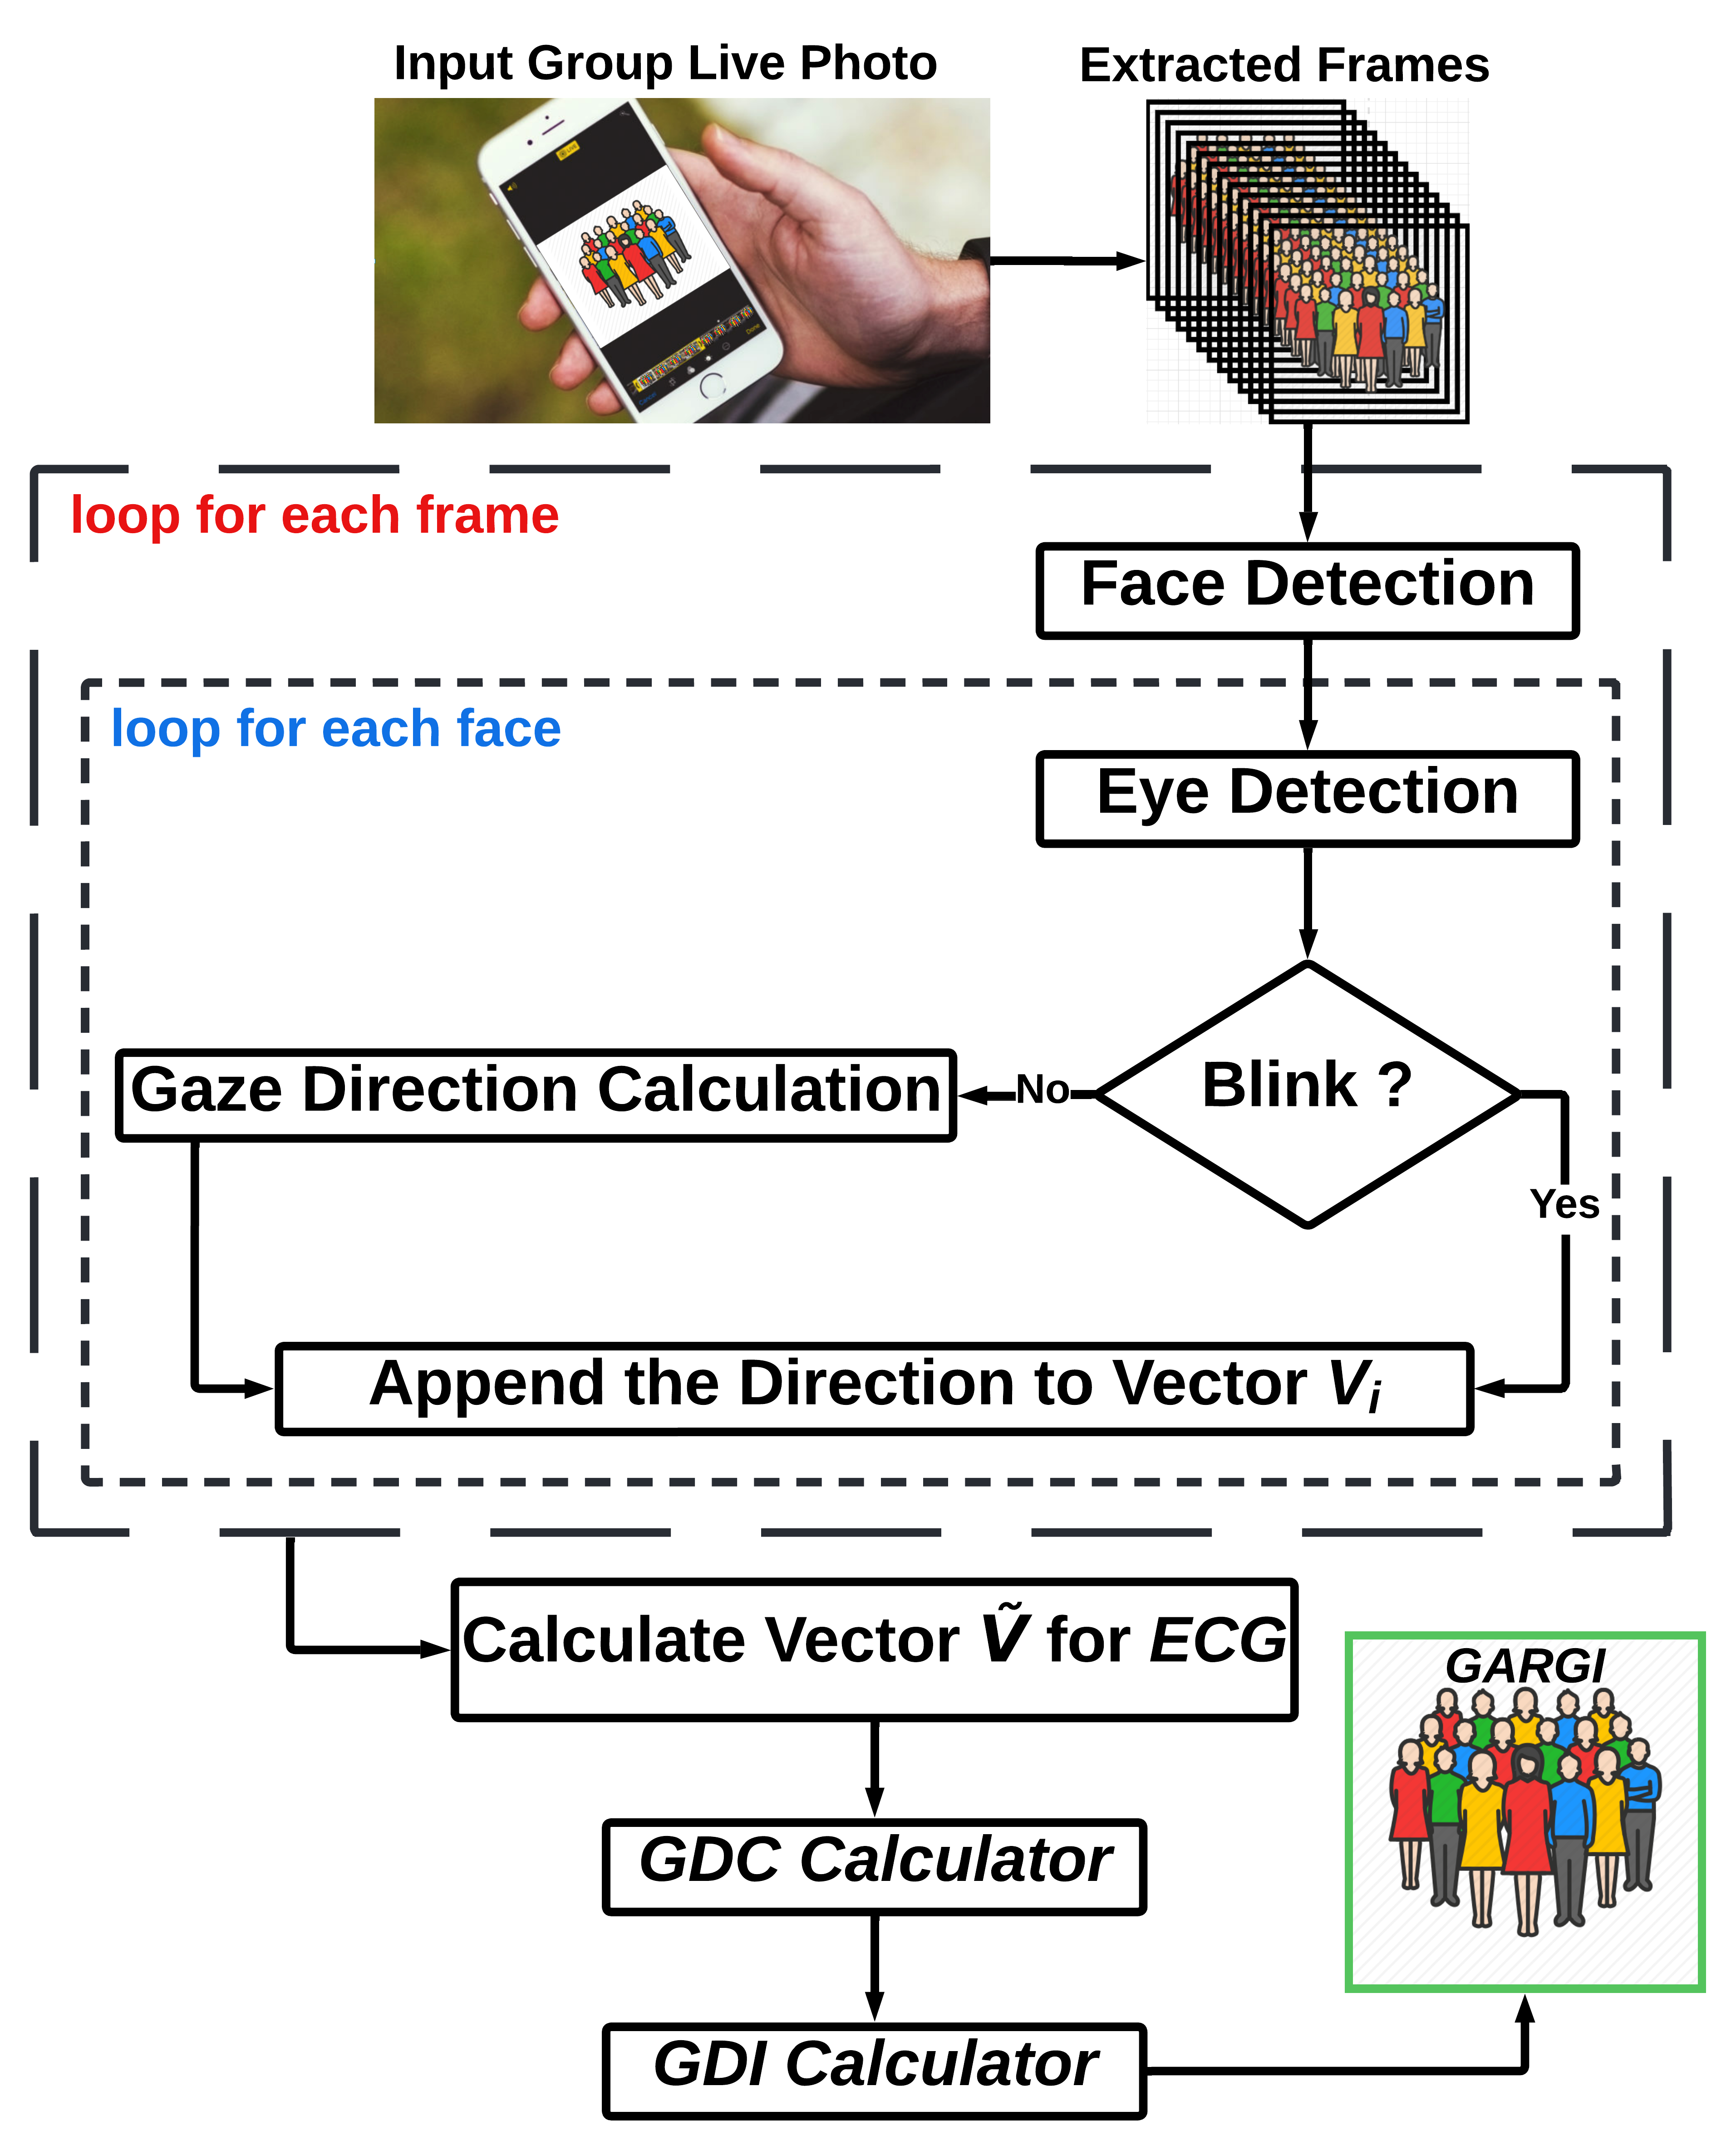 Input Group Live Photo
Extracted Frames
loop for each frame
Face Detection
loop for each face
Eye Detection
Blink ?
No
Gaze Direction Calculation
Yes
Append the Direction to Vector Vᵢ
Calculate Vector Ṽ for ECG
GARGI
GDC Calculator
GDI Calculator